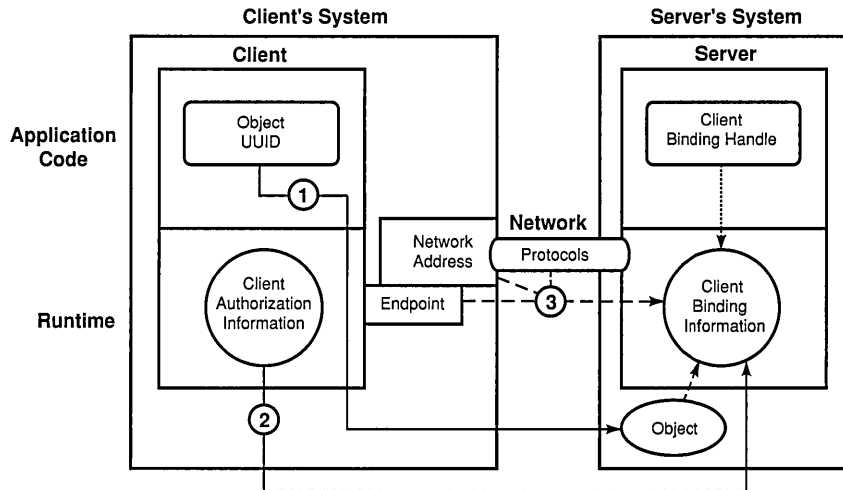 Client's System
Server's System
Client
Server
Application
Code
Object
UUID
Client
Binding Handle
1
Network
Network
Address
Protocols
Runtime
Client
Authorization
Information
Endpoint
3
Client
Binding
Information
2
Object